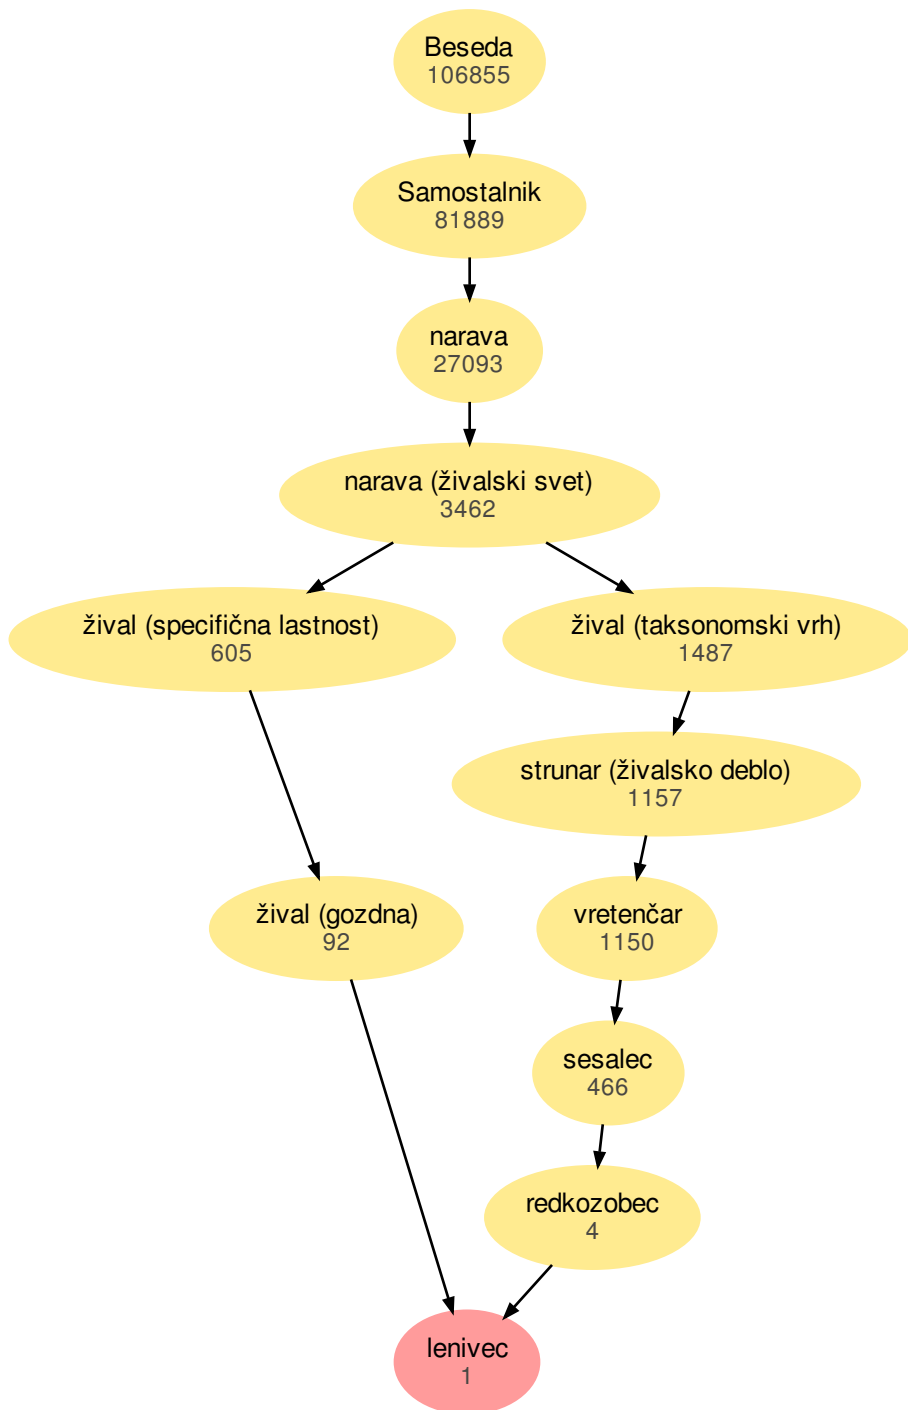 Beseda
106855
Samostalnik
81889
narava
27093
narava (živalski svet)
3462
žival (specifična lastnost)
605
žival (taksonomski vrh)
1487
strunar (živalsko deblo)
1157
žival (gozdna)
92
vretenčar
1150
sesalec
466
redkozobec
4
lenivec
1